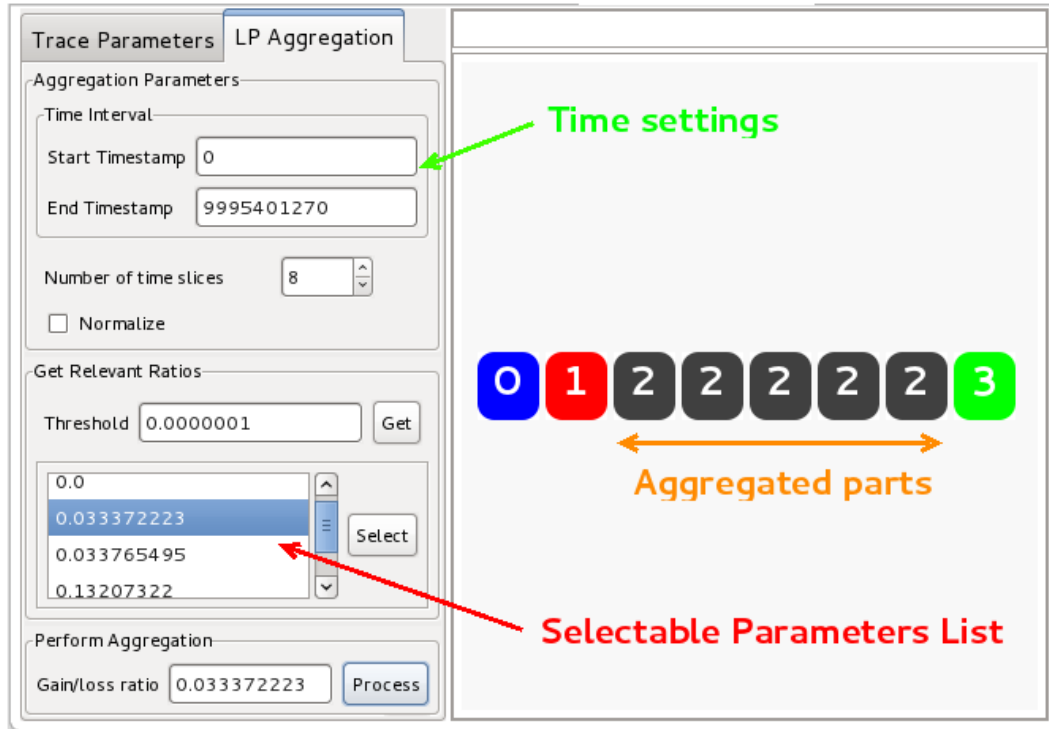 Trace Parameters LP Aggregation
Aggregation Parameters
Time Interval
Start Timestamp 0
End Timestamp 9995401270
Number of time slices 8
Normalize
Get Relevant Ratios
Threshold 0.0000001 Get
0.0
0.033372223
0.033765495
0.13207322
Select
Perform Aggregation
Gain/loss ratio 0.033372223 Process
Time settings
0 1 2 2 2 2 2 3
Aggregated parts
Selectable Parameters List